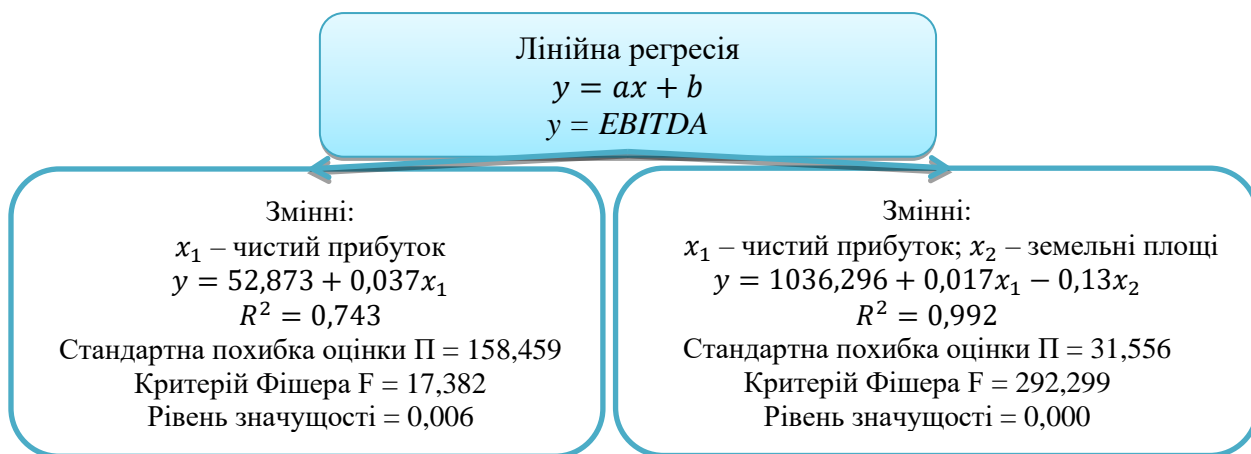 Лінійна регресія
y = ax + b
y = EBITDA
Змінні:
x₁ – чистий прибуток
y = 52,873 + 0,037x₁
R² = 0,743
Стандартна похибка оцінки П = 158,459
Критерій Фішера F = 17,382
Рівень значущості = 0,006
Змінні:
x₁ – чистий прибуток; x₂ – земельні площі
y = 1036,296 + 0,017x₁ − 0,13x₂
R² = 0,992
Стандартна похибка оцінки П = 31,556
Критерій Фішера F = 292,299
Рівень значущості = 0,000